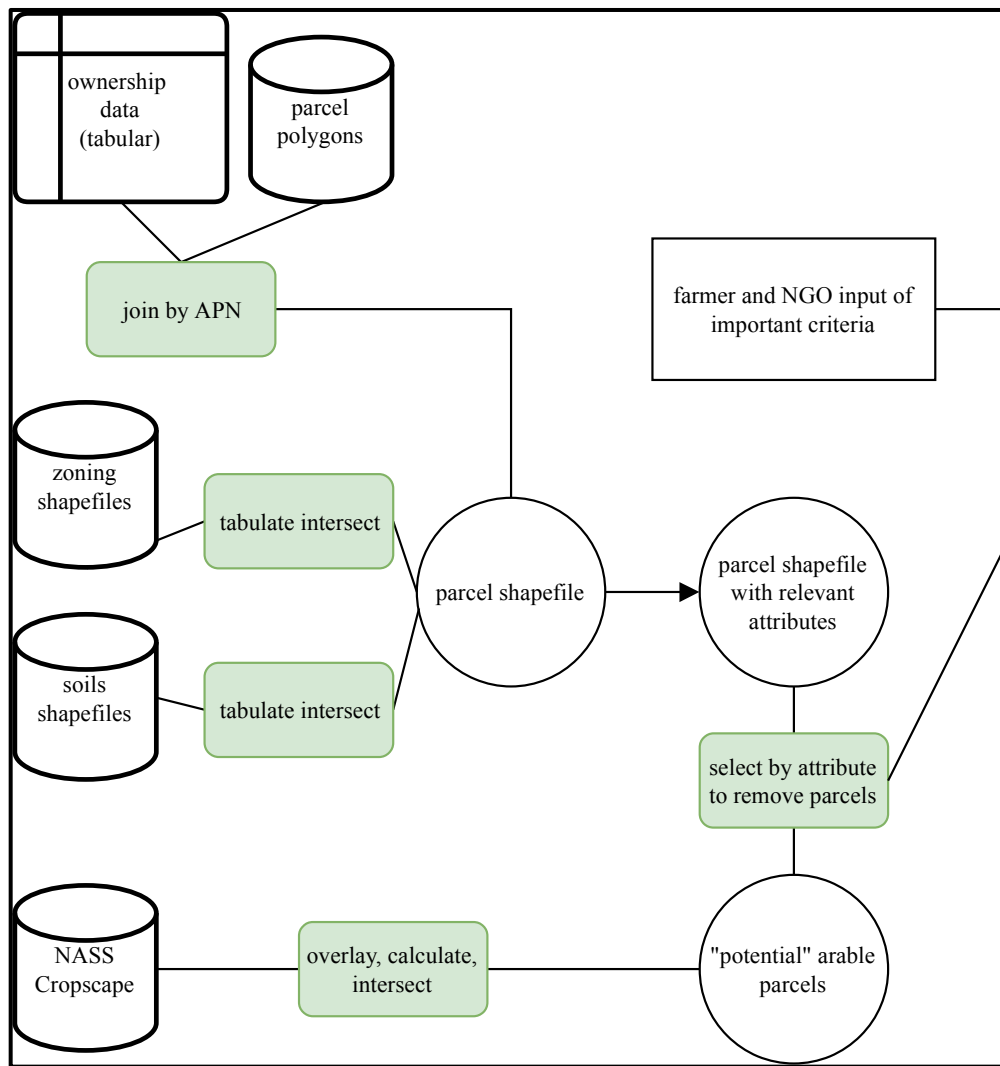 ownership
data
(tabular)
parcel
polygons
join by APN
farmer and NGO input of
important criteria
zoning
shapefiles
tabulate intersect
parcel shapefile
parcel shapefile
with relevant
attributes
soils
shapefiles
tabulate intersect
select by attribute
to remove parcels
NASS
Cropscape
overlay, calculate,
intersect
"potential" arable
parcels